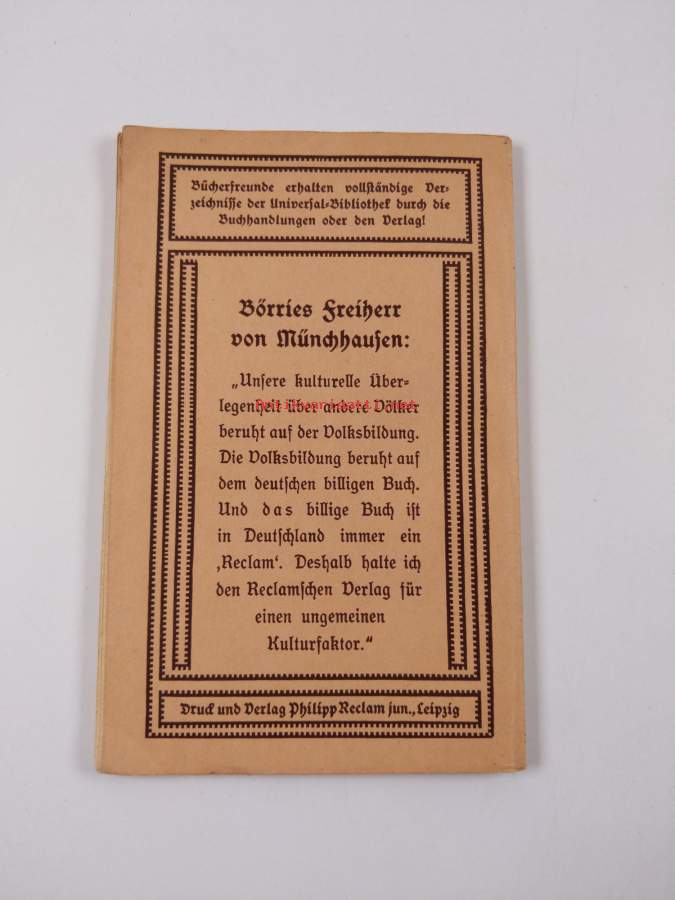 Bücherfreunde erhalten vollständige Ver-
zeichnisse der Universal-Bibliothek durch die
Buchhandlungen oder den Verlag!
Börries Freiherr
von Münchhausen:
„Unsere kulturelle Über-
legenheit über andere Völker
beruht auf der Volksbildung.
Die Volksbildung beruht auf
dem deutschen billigen Buch.
Und das billige Buch ist
in Deutschland immer ein
‚Reclam‘. Deshalb halte ich
den Reclamschen Verlag für
einen ungemeinen
Kulturfaktor.“
Druck und Verlag Philipp Reclam jun., Leipzig